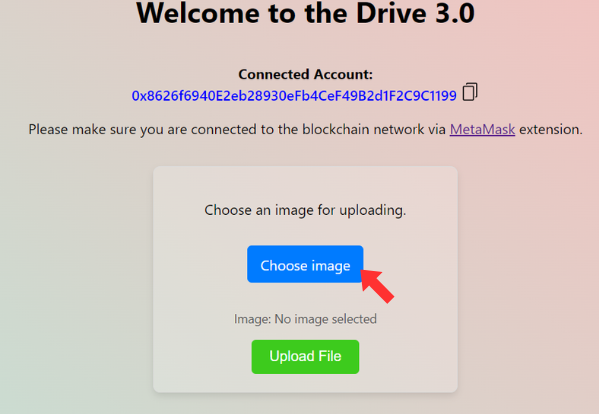 Welcome to the Drive 3.0
Connected Account:
0x8626f6940E2eb28930eFb4CeF49B2d1F2C9C1199
Please make sure you are connected to the blockchain network via MetaMask extension.
Choose an image for uploading.
Choose image
Image: No image selected
Upload File